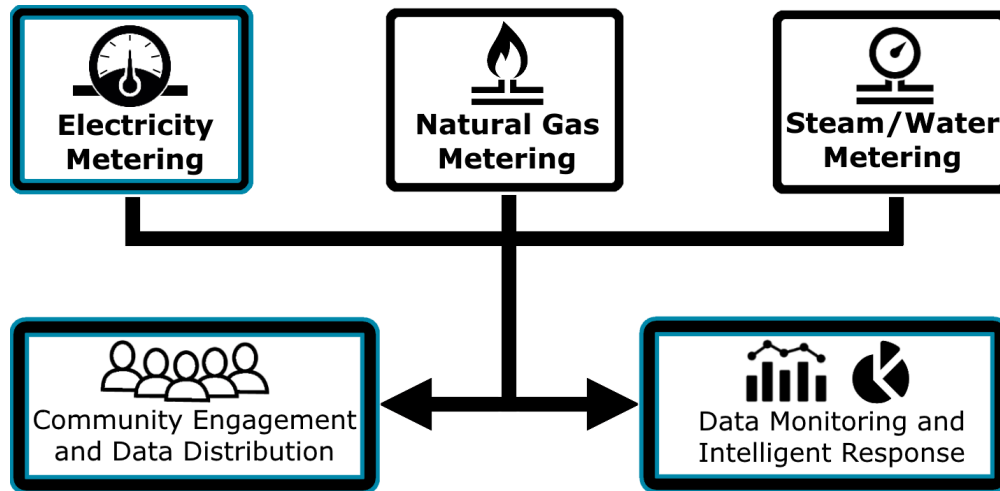 Electricity
Metering
Natural Gas
Metering
Steam/Water
Metering
Community Engagement
and Data Distribution
Data Monitoring and
Intelligent Response